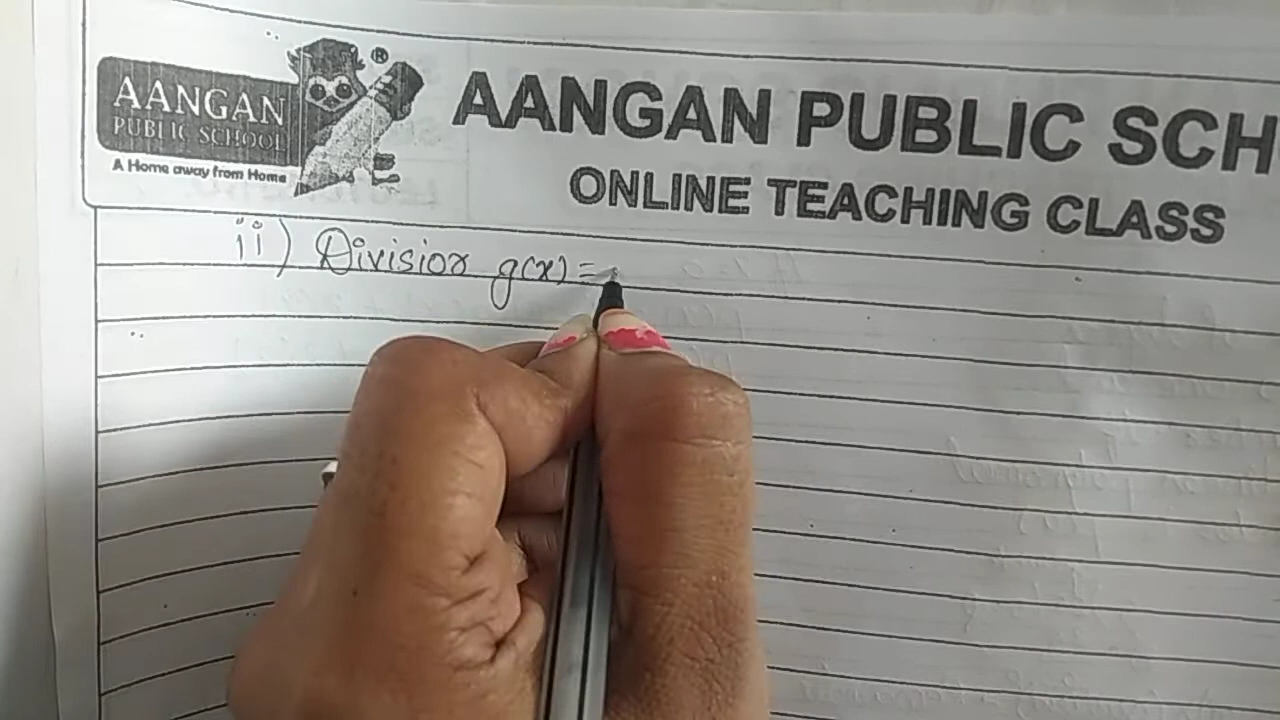 AANGAN
PUBLIC SCHOOL
A Home away from Home
®
AANGAN PUBLIC SCH
ONLINE TEACHING CLASS
ii) Division g(x) =